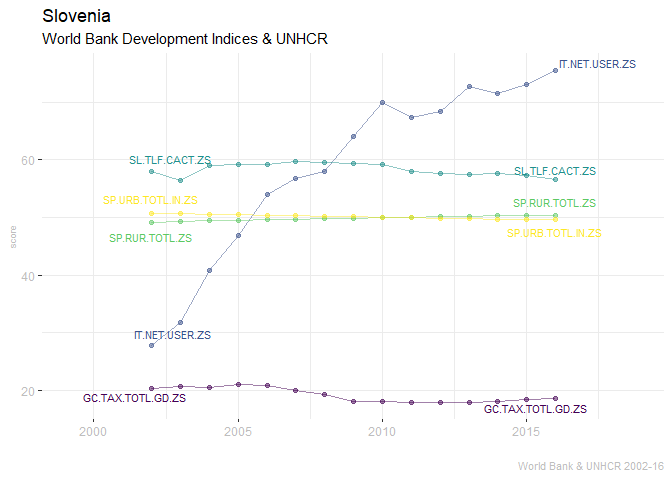 Slovenia
World Bank Development Indices & UNHCR
IT.NET.USER.ZS
SL.TLF.CACT.ZS
SL.TLF.CACT.ZS
60
SP.URB.TOTL.IN.ZS
SP.RUR.TOTL.ZS
SP.RUR.TOTL.ZS
SP.URB.TOTL.IN.ZS
score
40
IT.NET.USER.ZS
20
GC.TAX.TOTL.GD.ZS
GC.TAX.TOTL.GD.ZS
2000 2005 2010 2015
World Bank & UNHCR 2002-16